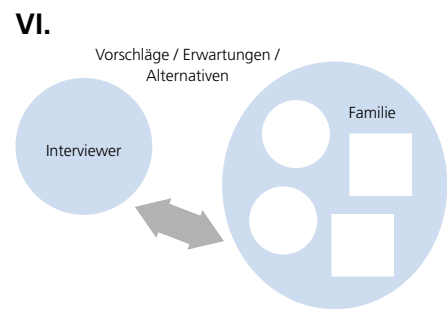 VI.
Vorschläge / Erwartungen /
Alternativen
Familie
Interviewer